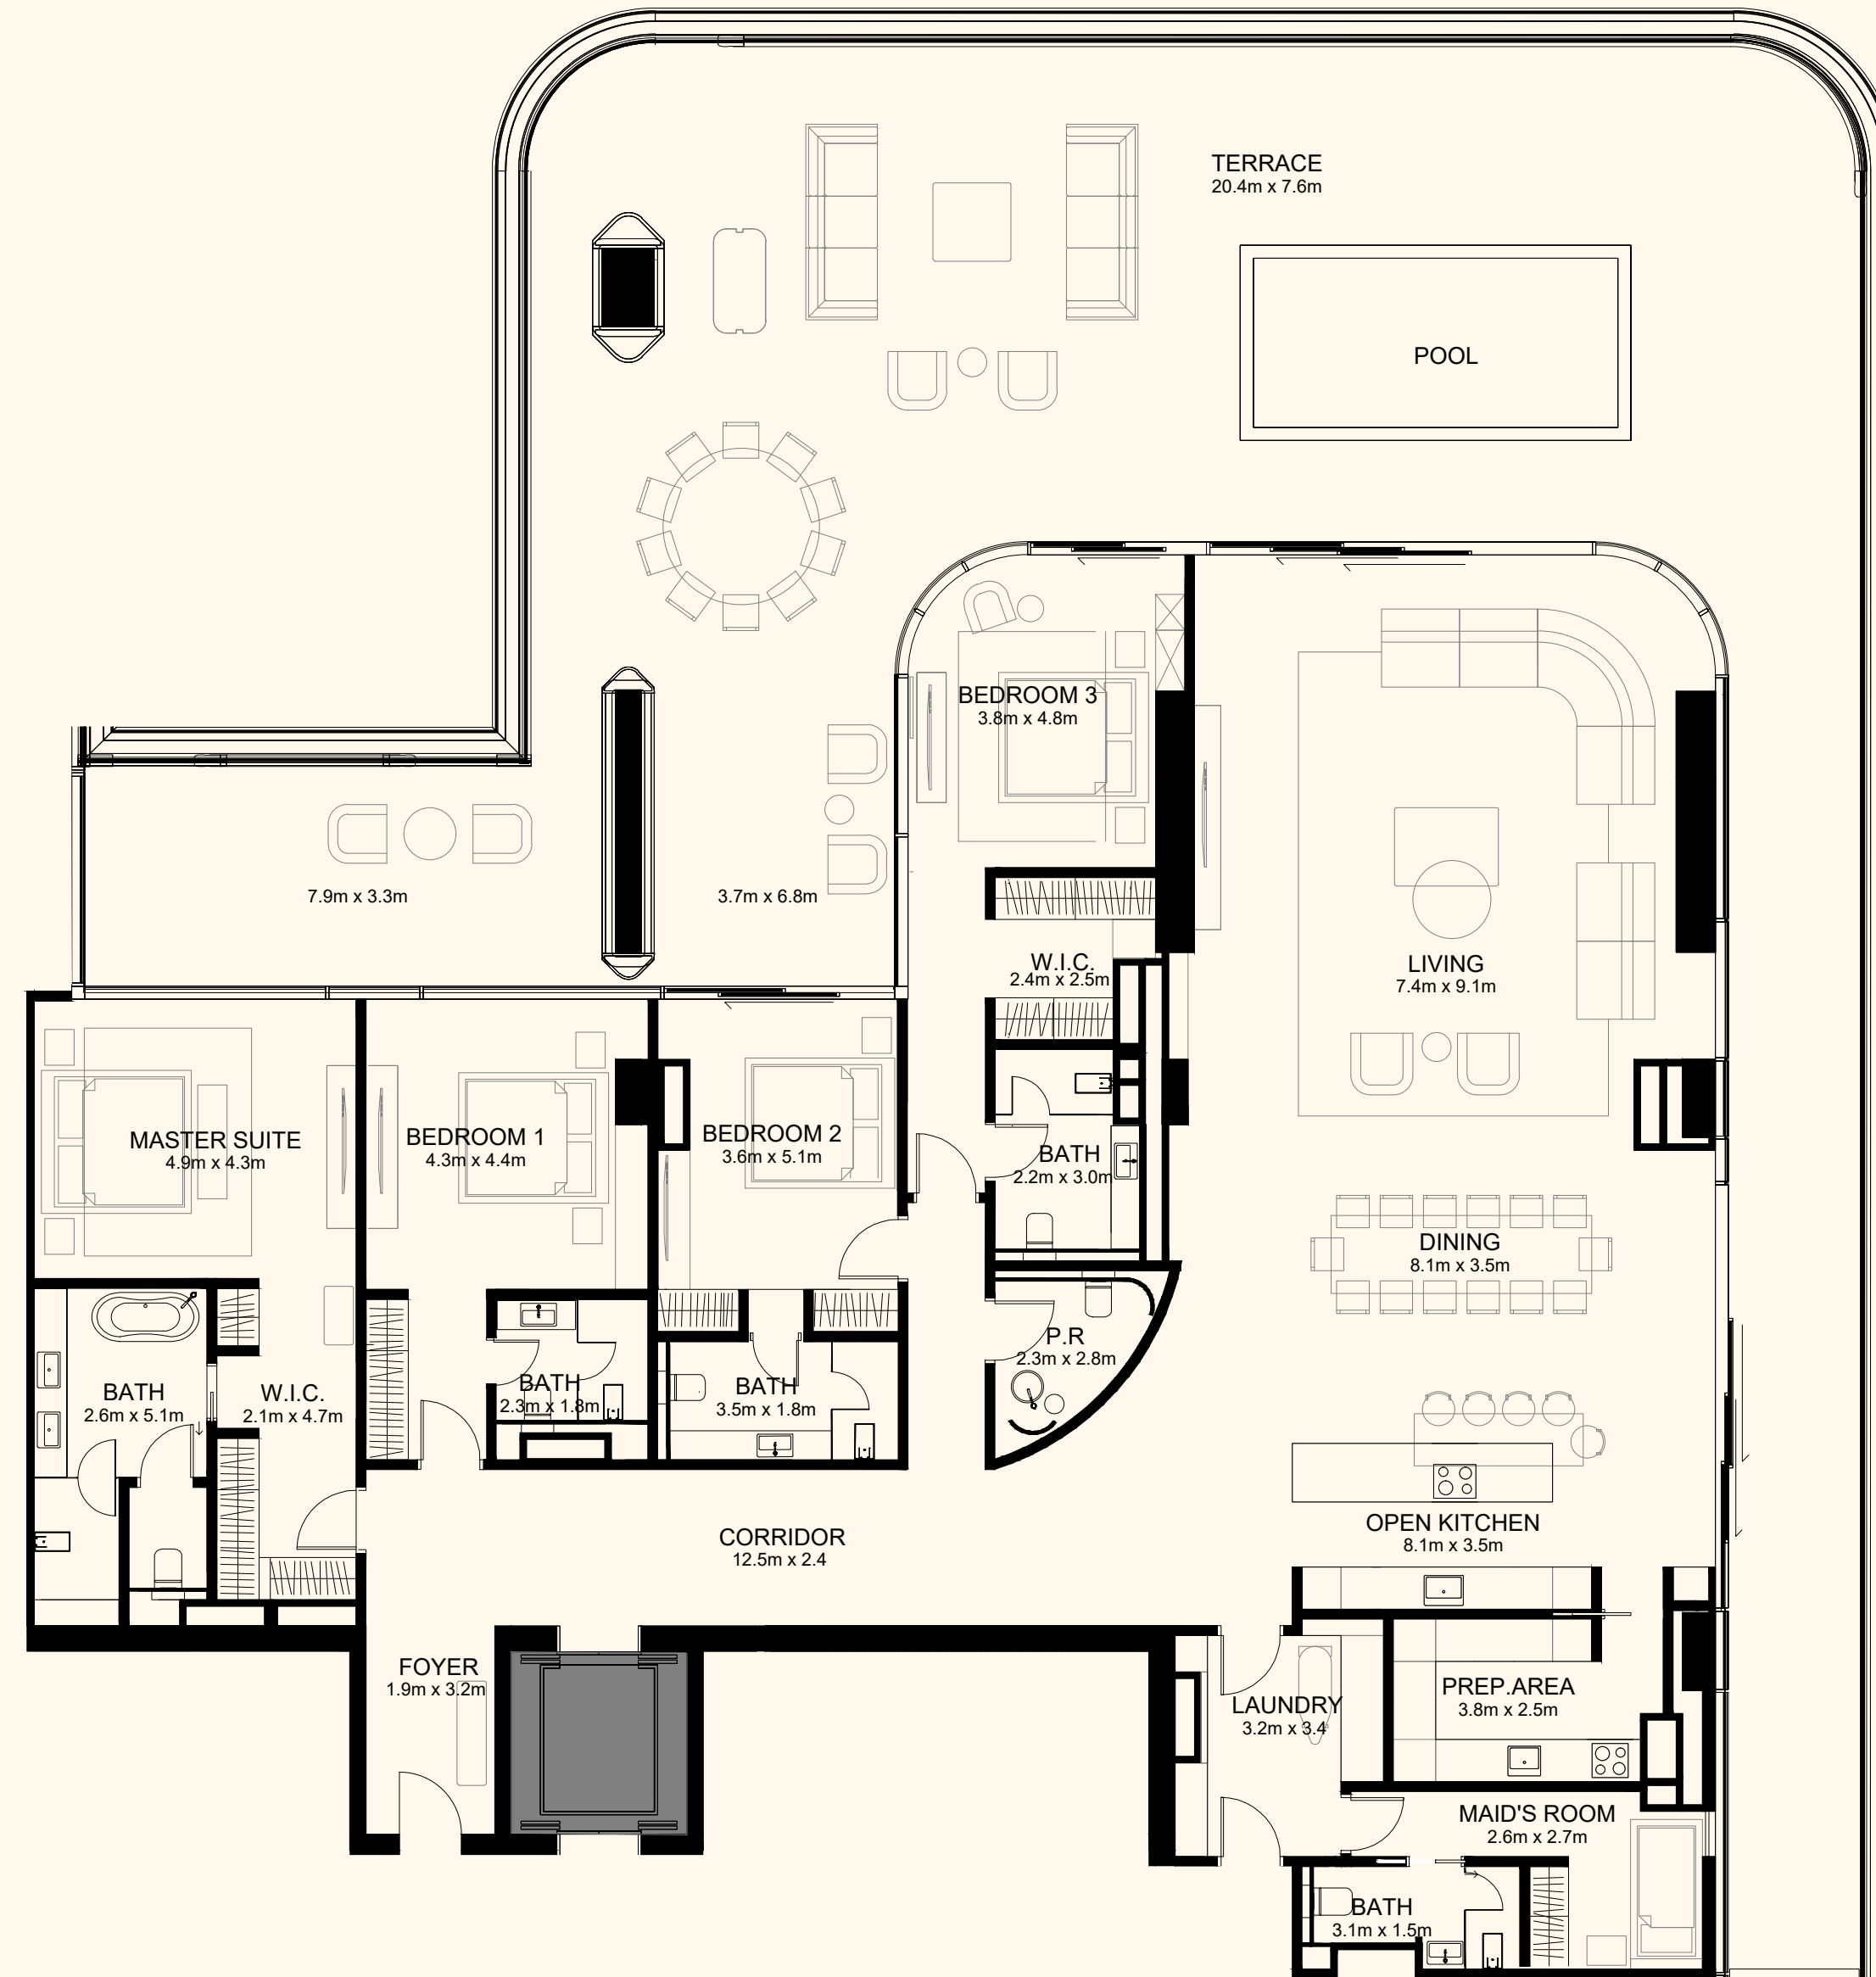 TERRACE
20.4m x 7.6m
POOL
BEDROOM 3
3.8m x 4.8m
7.9m x 3.3m
3.7m x 6.8m
W.I.C.
2.4m x 2.5m
LIVING
7.4m x 9.1m
MASTER SUITE
4.9m x 4.3m
BEDROOM 1
4.3m x 4.4m
BEDROOM 2
3.6m x 5.1m
BATH
2.2m x 3.0m
DINING
8.1m x 3.5m
P.R
2.3m x 2.8m
BATH
2.6m x 5.1m
W.I.C.
2.1m x 4.7m
BATH
2.3m x 1.8m
BATH
3.5m x 1.8m
OPEN KITCHEN
8.1m x 3.5m
CORRIDOR
12.5m x 2.4
FOYER
1.9m x 3.2m
LAUNDRY
3.2m x 3.4
PREP.AREA
3.8m x 2.5m
MAID'S ROOM
2.6m x 2.7m
BATH
3.1m x 1.5m